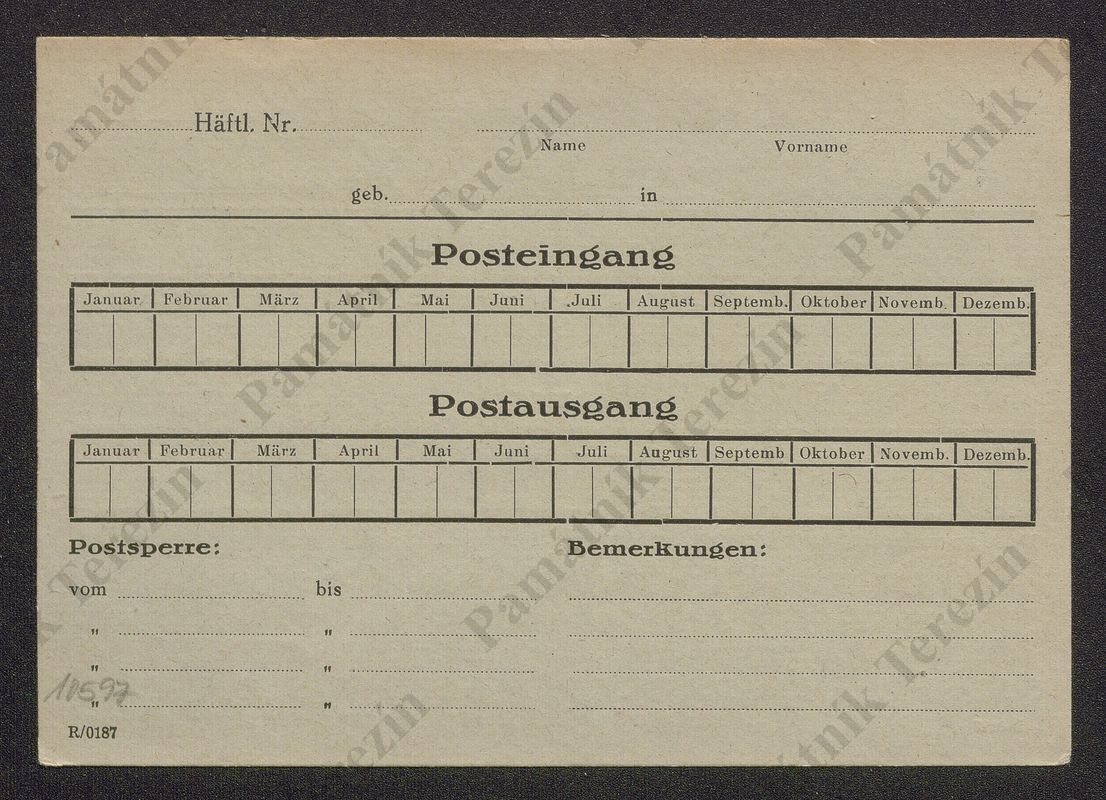 Häftl. Nr.
Name Vorname
geb. in
Posteingang
Januar Februar März April Mai Juni Juli August Septemb. Oktober Novemb. Dezemb.
Postausgang
Januar Februar März April Mai Juni Juli August Septemb Oktober Novemb. Dezemb.
Postsperre: Bemerkungen:
vom bis
" "
" "
10597
" "
R/0187
Památník Terezín